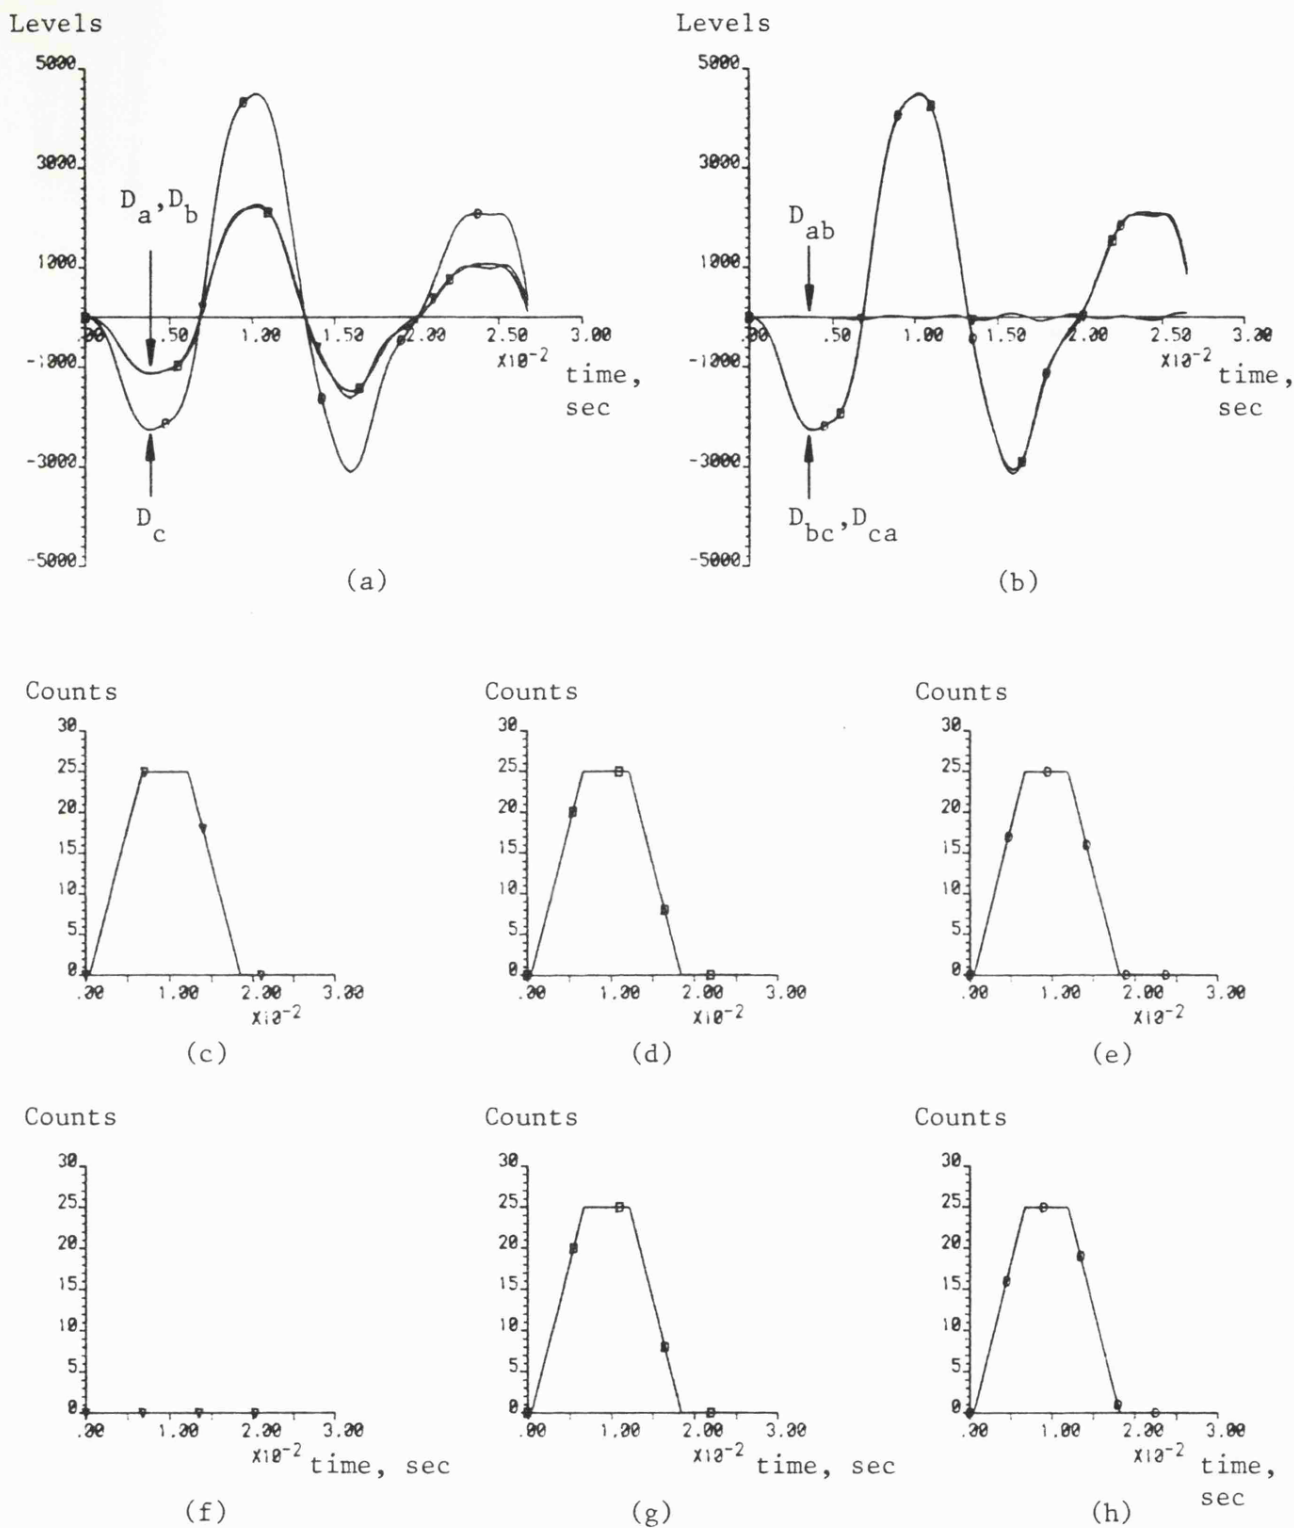 Levels Levels
5000 5000
3000 3000
Da,Db Dab
1000 1000
.00 .50 1.00 1.50 2.00 2.50 3.00 .00 .50 1.00 1.50 2.00 2.50 3.00
X10-2 X10-2
-1000 -1000
time, sec time, sec
-3000 -3000
Dc Dbc,Dca
-5000 -5000
(a) (b)
Counts Counts Counts
30 30 30
25 25 25
20 20 20
15 15 15
10 10 10
5 5 5
0 0 0
.00 1.00 2.00 3.00 .00 1.00 2.00 3.00 .00 1.00 2.00 3.00
X10-2 X10-2 X10-2
(c) (d) (e)
Counts Counts Counts
30 30 30
25 25 25
20 20 20
15 15 15
10 10 10
5 5 5
0 0 0
.00 1.00 2.00 3.00 .00 1.00 2.00 3.00 .00 1.00 2.00 3.00
X10-2 time, sec X10-2 time, sec X10-2 time, sec
(f) (g) (h)